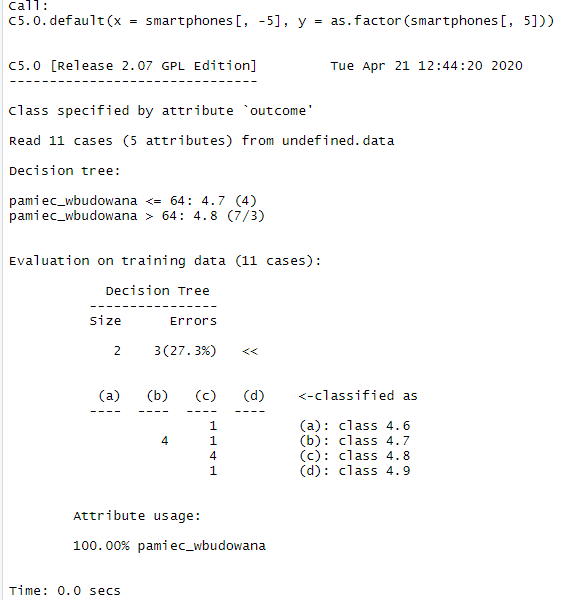 Call:
C5.0.default(x = smartphones[, -5], y = as.factor(smartphones[, 5]))
C5.0 [Release 2.07 GPL Edition]         Tue Apr 21 12:44:20 2020
-------------------------------
Class specified by attribute `outcome'
Read 11 cases (5 attributes) from undefined.data
Decision tree:
pamiec_wbudowana <= 64: 4.7 (4)
pamiec_wbudowana > 64: 4.8 (7/3)
Evaluation on training data (11 cases):
Decision Tree
----------------
Size      Errors
2    3(27.3%)   <<
(a)   (b)   (c)   (d)    <-classified as
----  ----  ----  ----
1          (a): class 4.6
4     1          (b): class 4.7
4          (c): class 4.8
1          (d): class 4.9
Attribute usage:
100.00% pamiec_wbudowana
Time: 0.0 secs